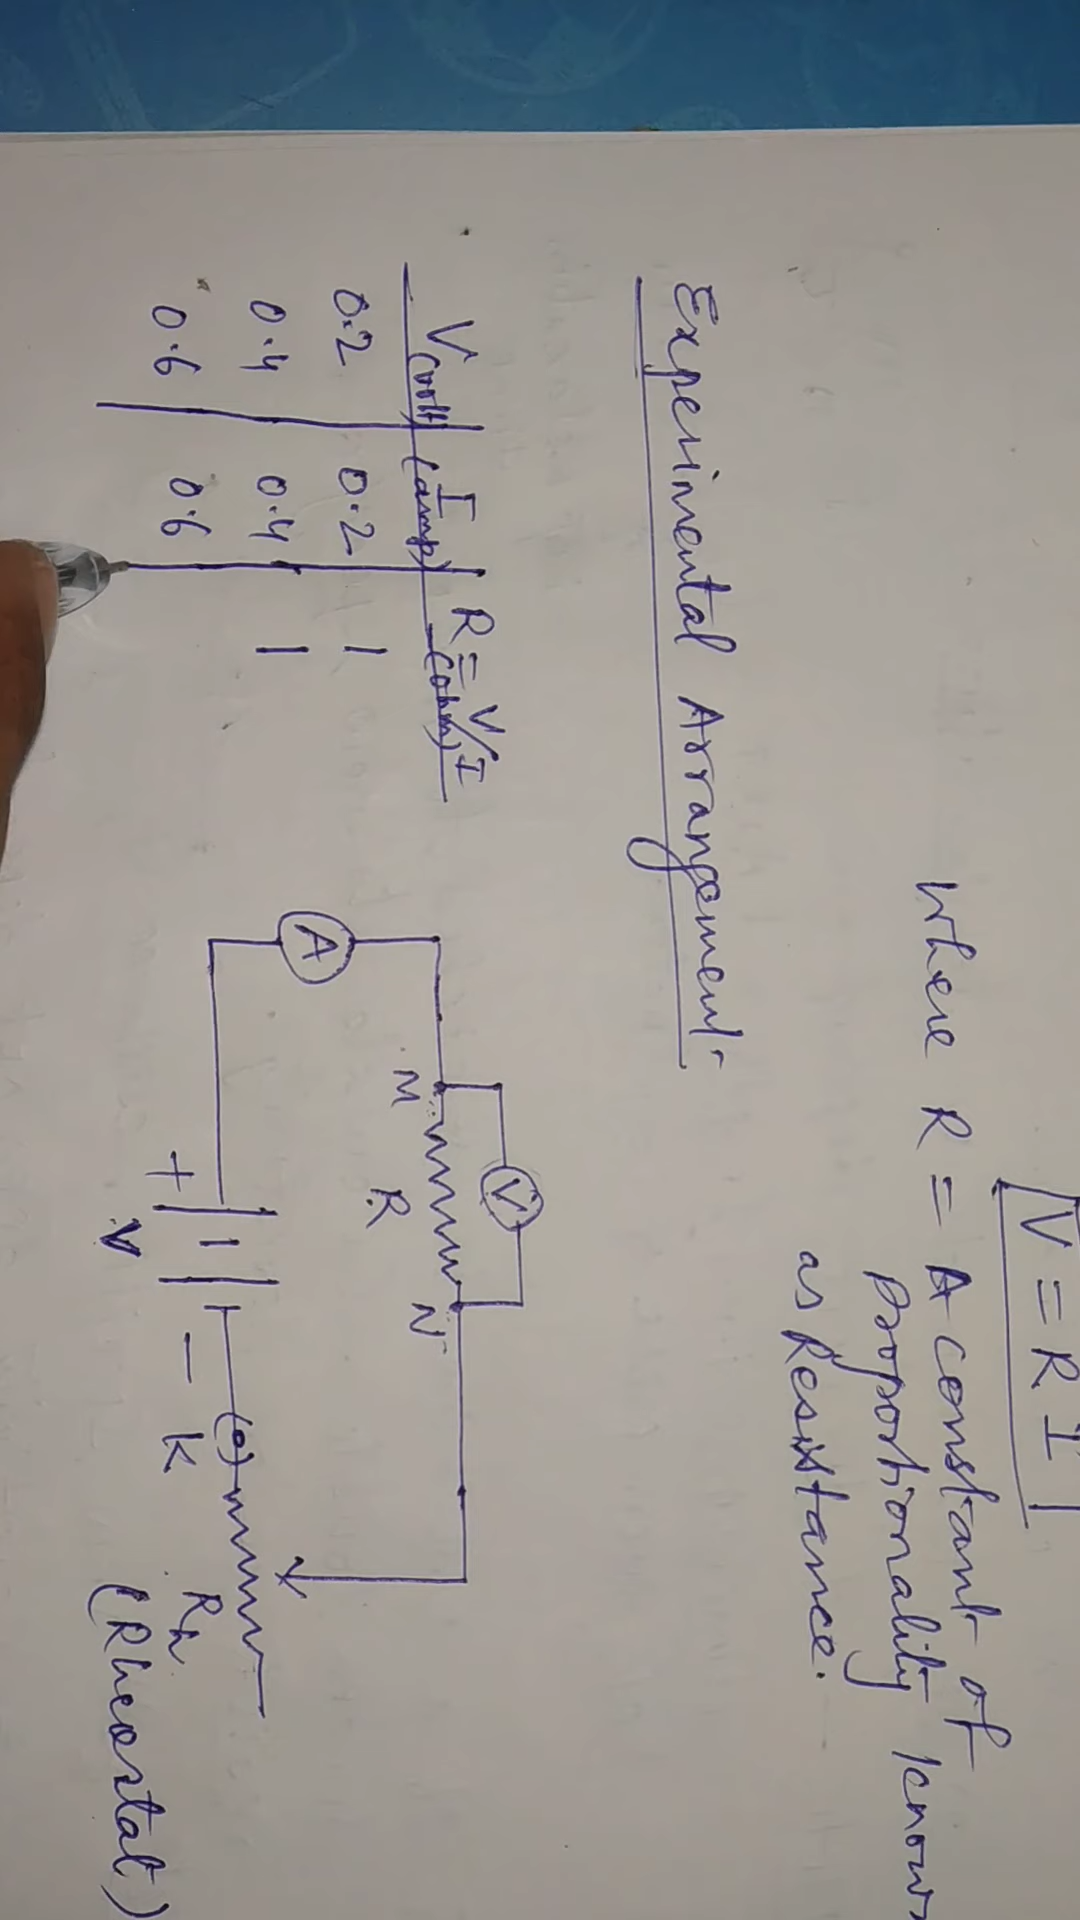 V = R I
Where R = A constant of
proportionality known
as Resistance.
Experimental Arrangement-
V I R = V/I
(volt) (amp) (ohm)
0.2 0.2 1
0.4 0.4 1
0.6 0.6
V
M R N
A
+ V - K
Rh
(Rheostat)